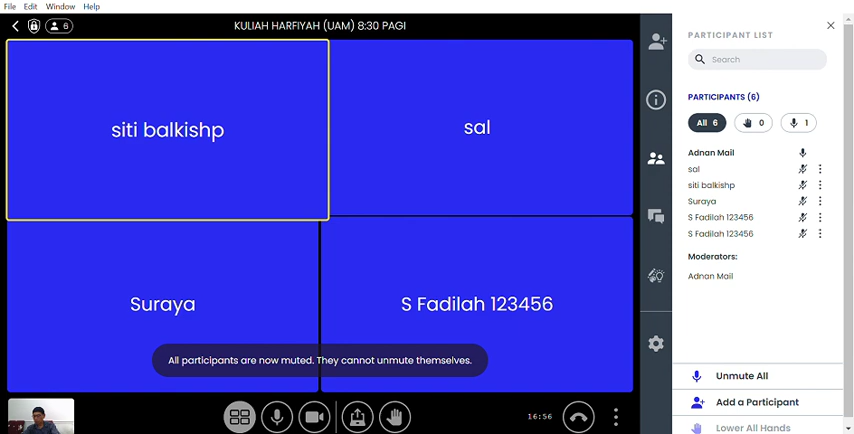 File Edit Window Help
6
KULIAH HARFIYAH (UAM) 8:30 PAGI
siti balkishp
sal
Suraya
S Fadilah 123456
All participants are now muted. They cannot unmute themselves.
16:56
PARTICIPANT LIST
Search
PARTICIPANTS (6)
All 6
0
1
Adnan Mail
sal
siti balkishp
Suraya
S Fadilah 123456
S Fadilah 123456
Moderators:
Adnan Mail
Unmute All
Add a Participant
Lower All Hands